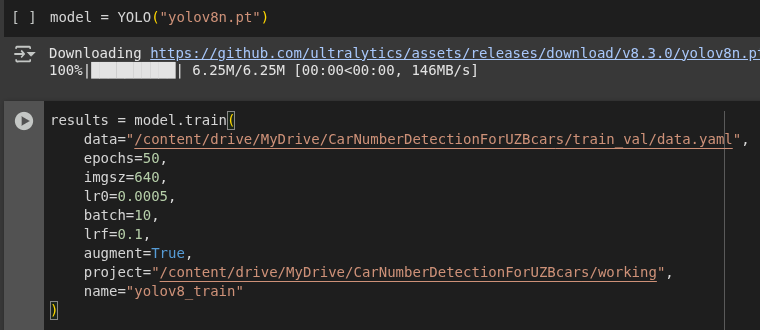 [ ] model = YOLO("yolov8n.pt")
Downloading https://github.com/ultralytics/assets/releases/download/v8.3.0/yolov8n.pt
100%|██████████| 6.25M/6.25M [00:00<00:00, 146MB/s]
results = model.train(
    data="/content/drive/MyDrive/CarNumberDetectionForUZBcars/train_val/data.yaml",
    epochs=50,
    imgsz=640,
    lr0=0.0005,
    batch=10,
    lrf=0.1,
    augment=True,
    project="/content/drive/MyDrive/CarNumberDetectionForUZBcars/working",
    name="yolov8_train"
)